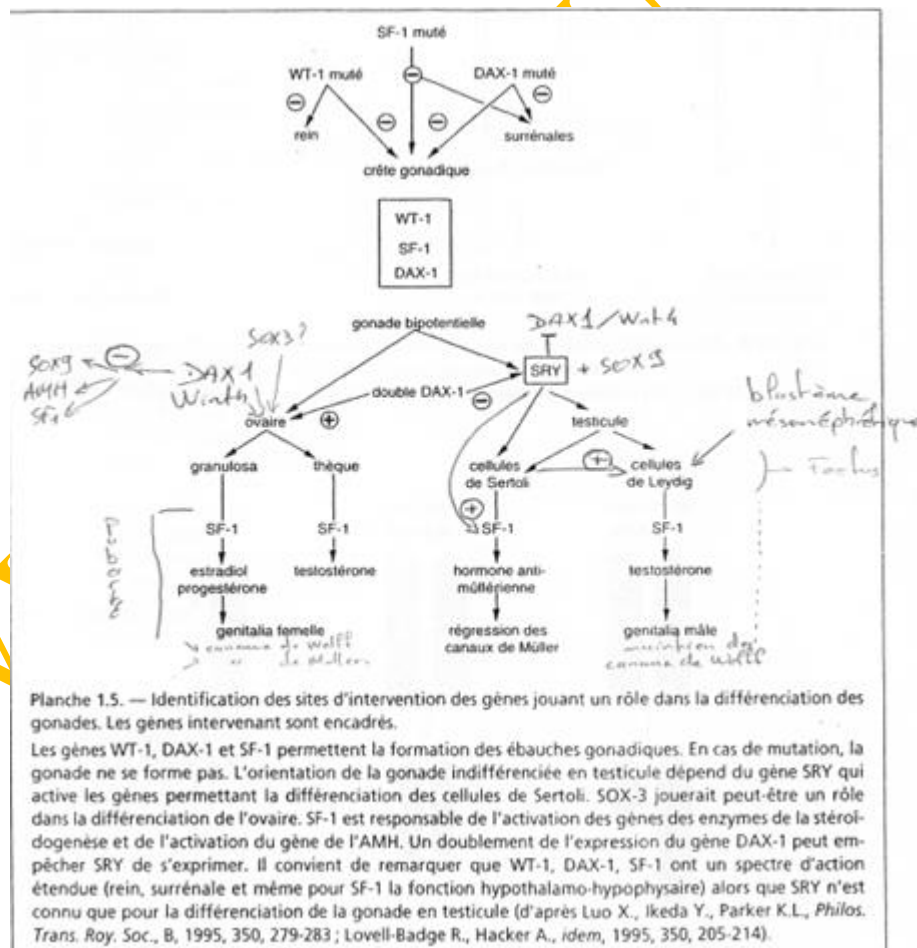 SF-1 muté
WT-1 muté
DAX-1 muté
rein
surrénales
crête gonadique
WT-1
SF-1
DAX-1
gonade bipotentielle
DAX1/Wnt4
SOX3?
SRY + SOX9
SOX9
AMH
DAX1
double DAX-1
ovaire
testicule
blastème
mésonéphrique
granulosa
thèque
cellules
de Sertoli
cellules
de Leydig
SF-1
SF-1
SF-1
SF-1
estradiol
progestérone
testostérone
hormone anti-
müllérienne
testostérone
genitalia femelle
régression des
canaux de Müller
genitalia mâle
canaux de Wolff
de Müller
maintien des
canaux de Wolff
Planche 1.5. — Identification des sites d'intervention des gènes jouant un rôle dans la différenciation des
gonades. Les gènes intervenant sont encadrés.
Les gènes WT-1, DAX-1 et SF-1 permettent la formation des ébauches gonadiques. En cas de mutation, la
gonade ne se forme pas. L'orientation de la gonade indifférenciée en testicule dépend du gène SRY qui
active les gènes permettant la différenciation des cellules de Sertoli. SOX-3 jouerait peut-être un rôle
dans la différenciation de l'ovaire. SF-1 est responsable de l'activation des gènes des enzymes de la stéroï-
dogenèse et de l'activation du gène de l'AMH. Un doublement de l'expression du gène DAX-1 peut em-
pêcher SRY de s'exprimer. Il convient de remarquer que WT-1, DAX-1, SF-1 ont un spectre d'action
étendue (rein, surrénale et même pour SF-1 la fonction hypothalamo-hypophysaire) alors que SRY n'est
connu que pour la différenciation de la gonade en testicule (d'après Luo X., Ikeda Y., Parker K.L., Philos.
Trans. Roy. Soc., B, 1995, 350, 279-283 ; Lovell-Badge R., Hacker A., idem, 1995, 350, 205-214).